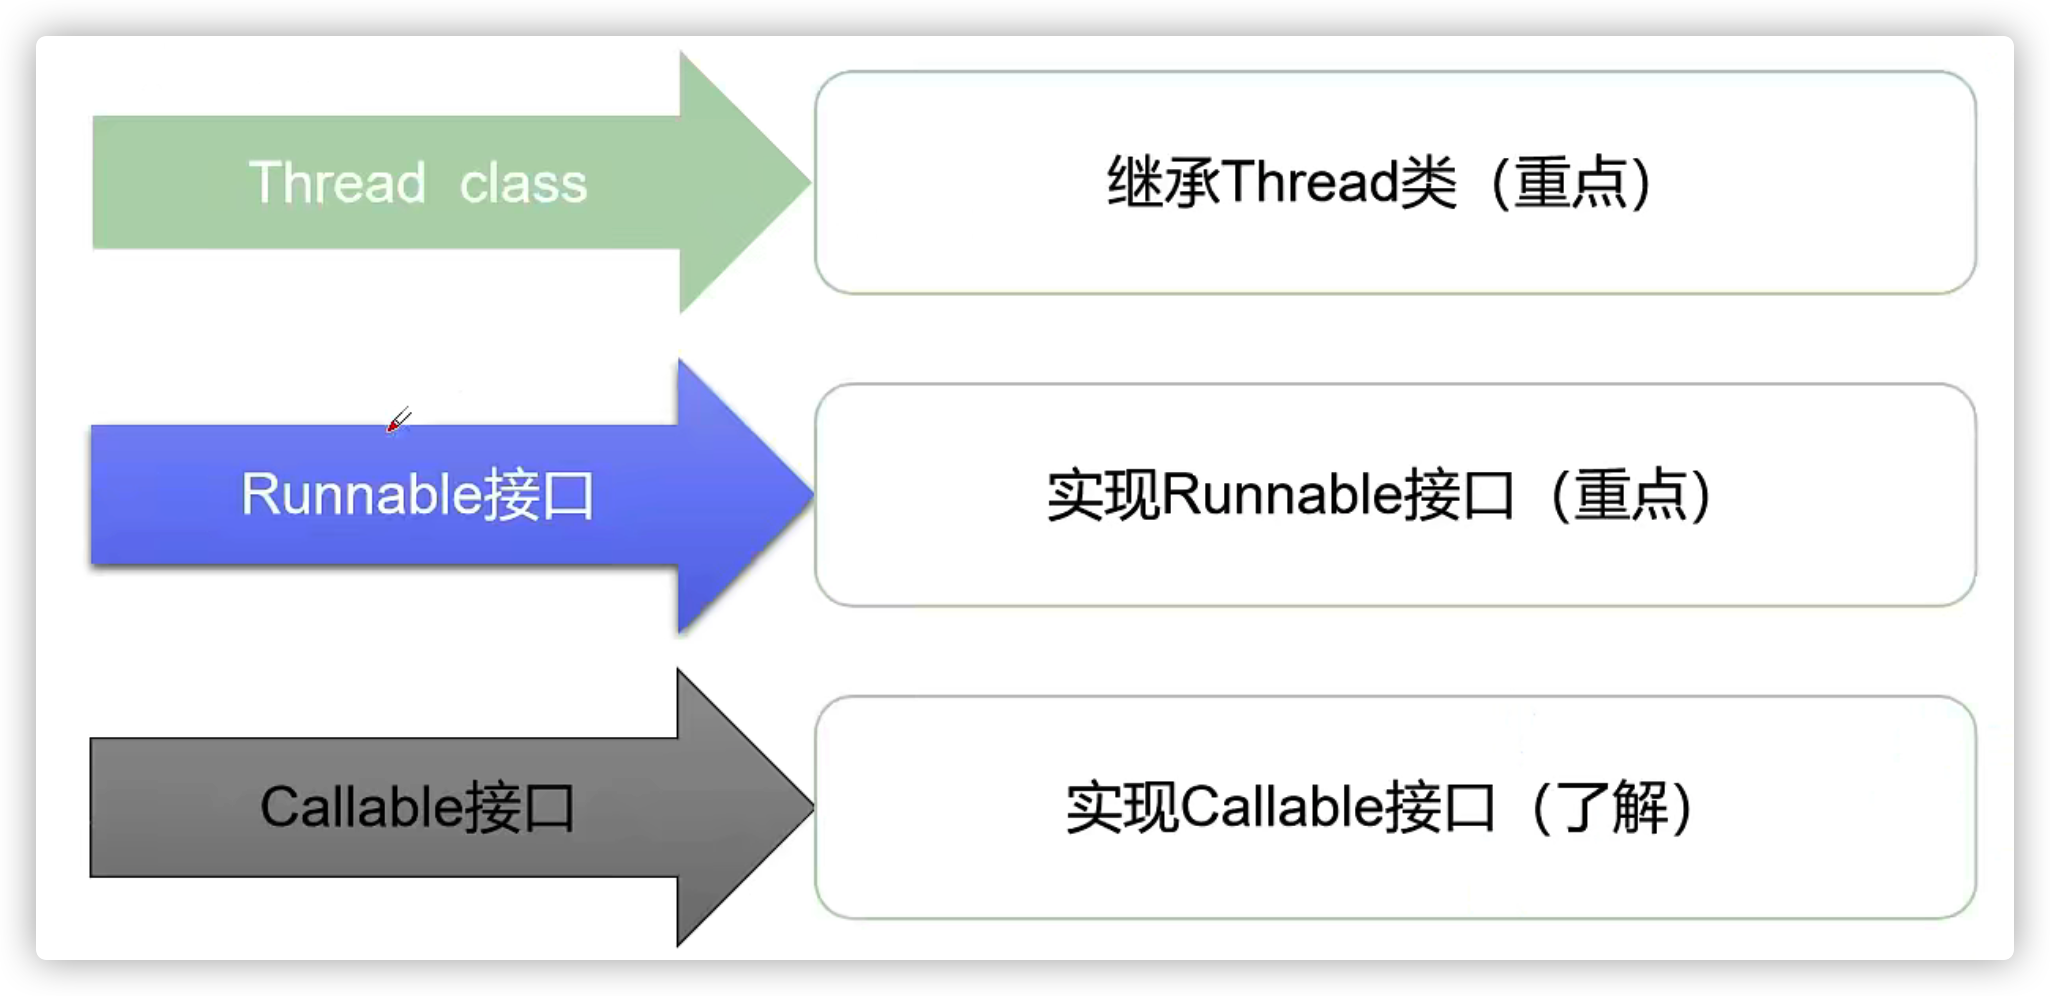 Thread class
继承Thread类（重点）
Runnable接口
实现Runnable接口（重点）
Callable接口
实现Callable接口（了解）